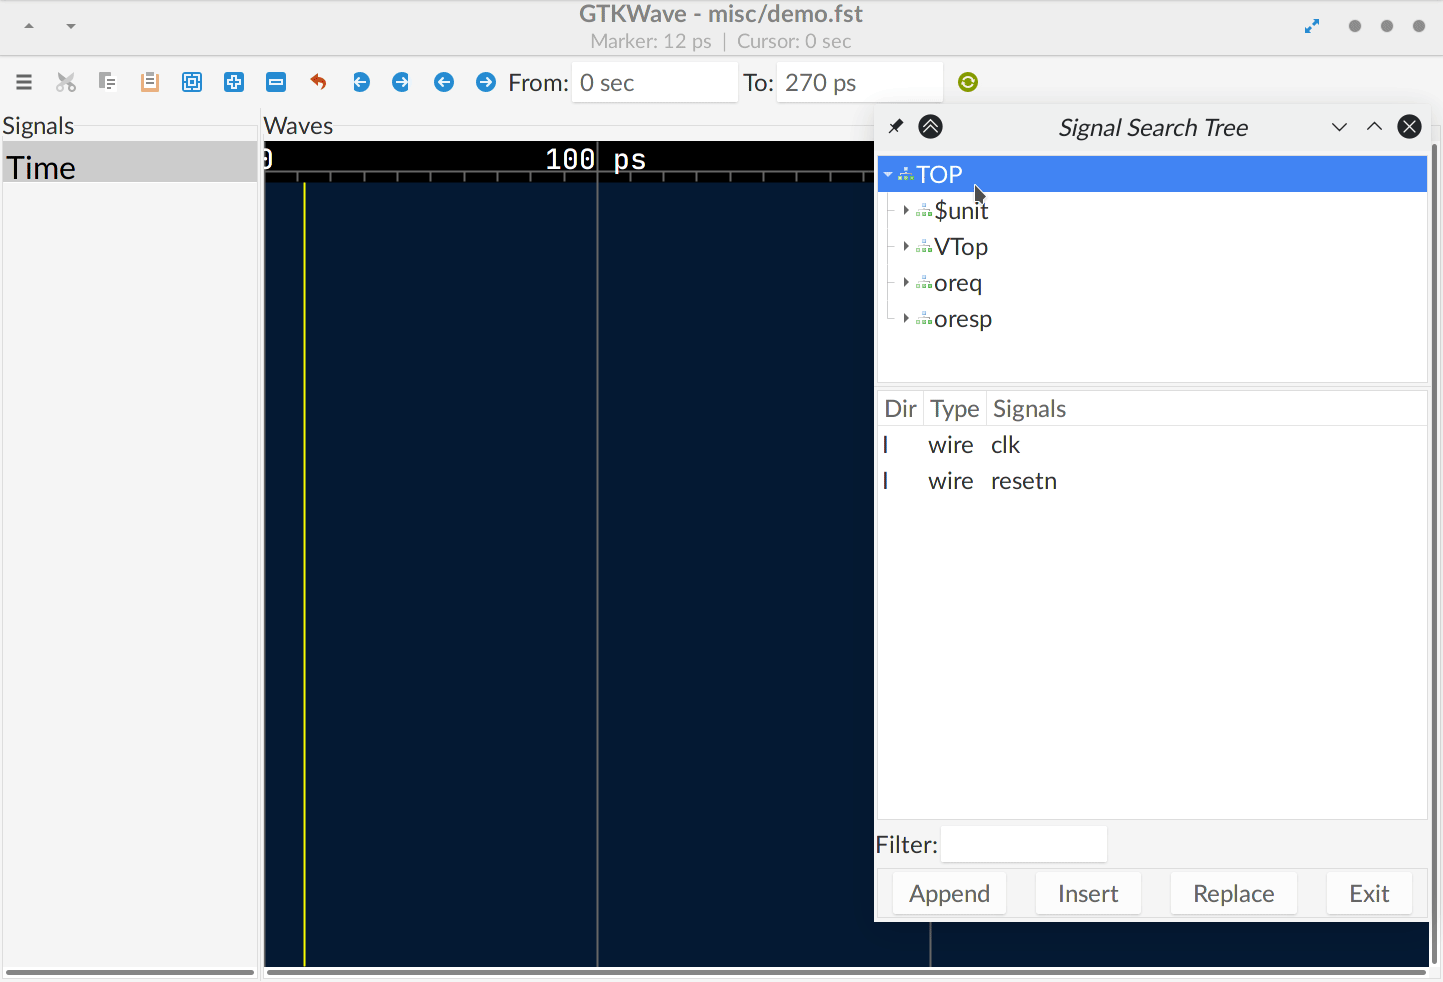 GTKWave - misc/demo.fst
Marker: 12 ps | Cursor: 0 sec
From: 0 sec To: 270 ps
Signals
Time
Waves
0 100 ps
Signal Search Tree
TOP
$unit
VTop
oreq
oresp
Dir Type Signals
I wire clk
I wire resetn
Filter:
Append Insert Replace Exit